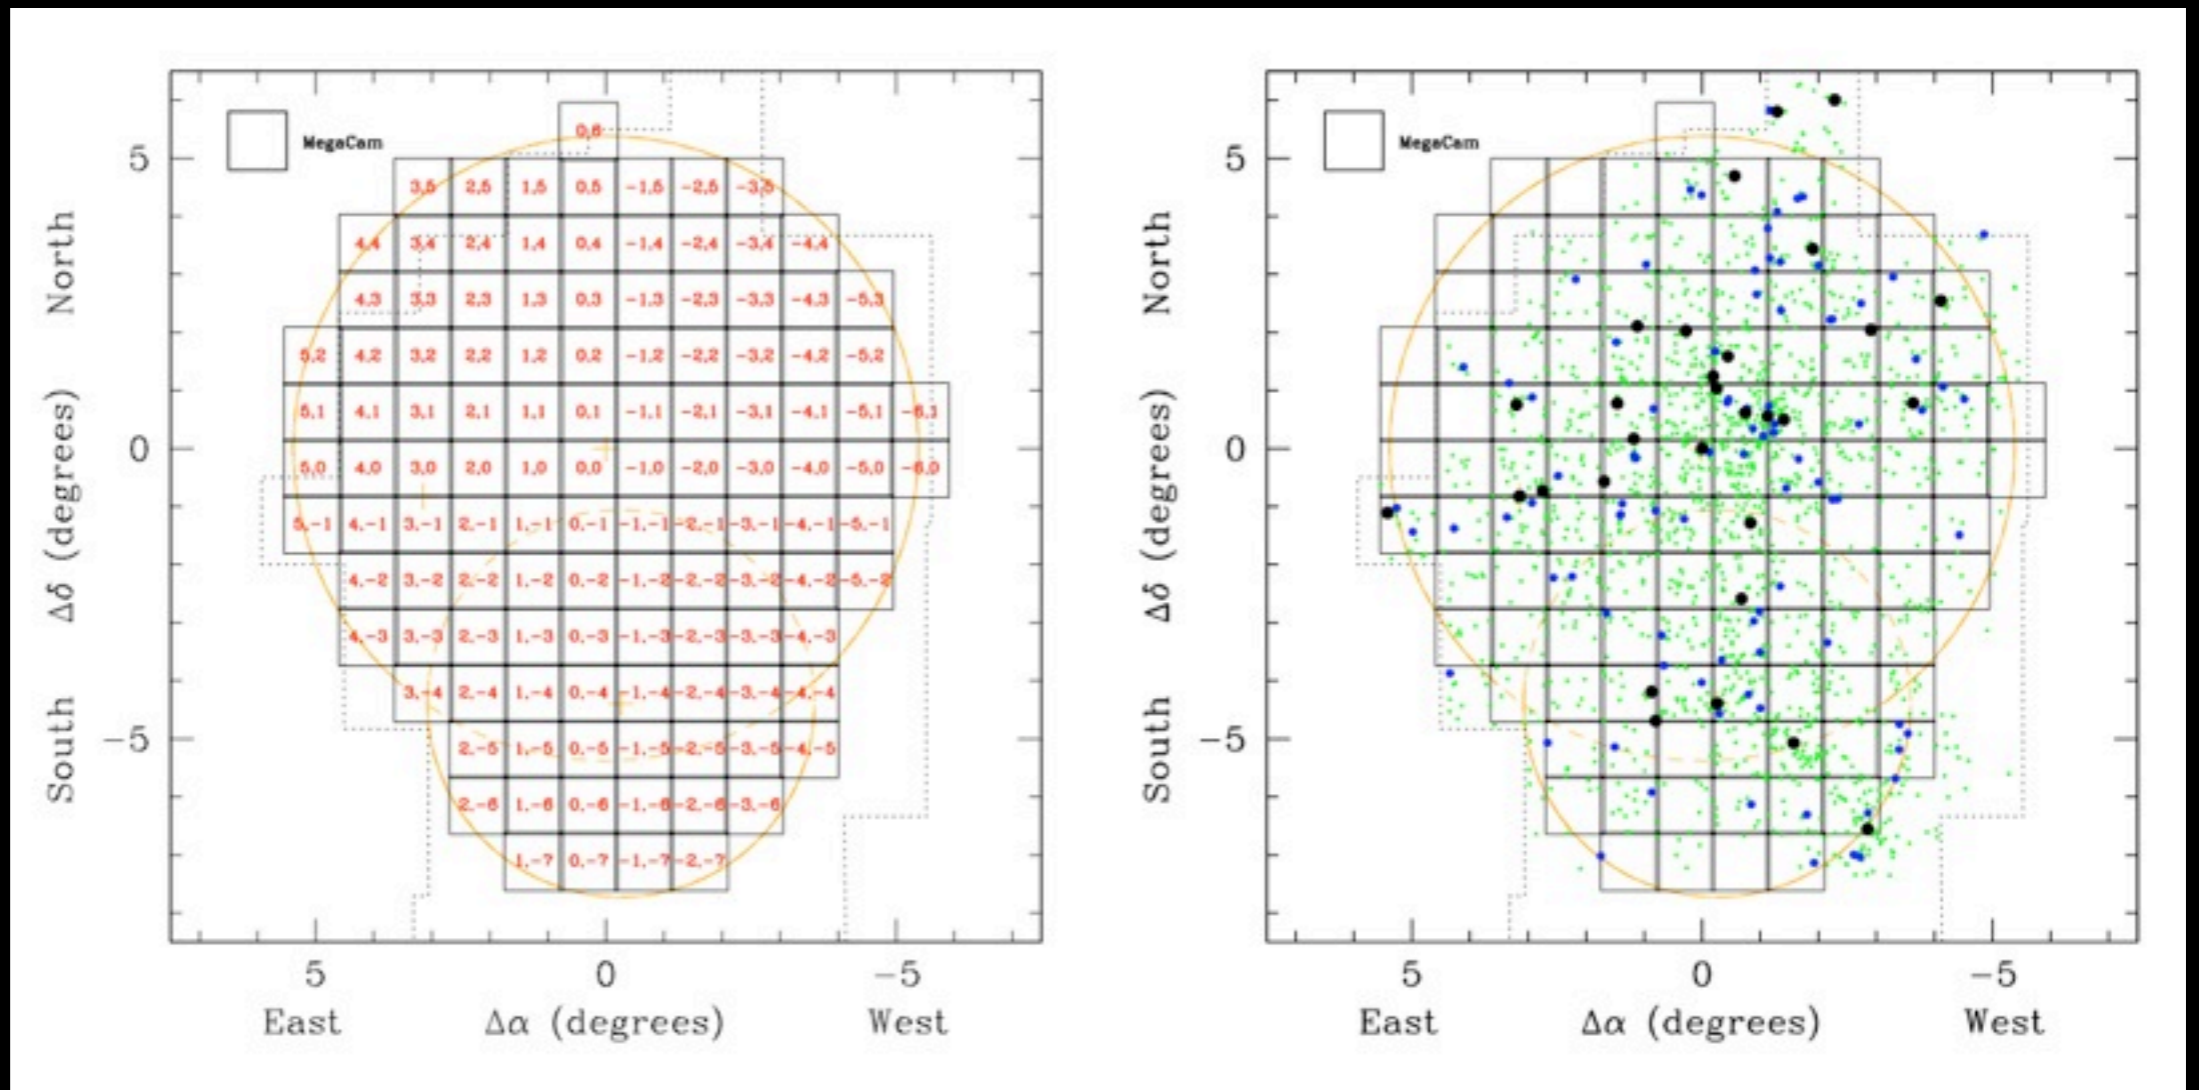 MegaCam
0,6
5
3,5 2,5 1,5 0,5 −1,5 −2,5 −3,5
4,4 3,4 2,4 1,4 0,4 −1,4 −2,4 −3,4 −4,4
4,3 3,3 2,3 1,3 0,3 −1,3 −2,3 −3,3 −4,3 −5,3
5,2 4,2 3,2 2,2 1,2 0,2 −1,2 −2,2 −3,2 −4,2 −5,2
5,1 4,1 3,1 2,1 1,1 0,1 −1,1 −2,1 −3,1 −4,1 −5,1 −6,1
0
5,0 4,0 3,0 2,0 1,0 0,0 −1,0 −2,0 −3,0 −4,0 −5,0 −6,0
5,−1 4,−1 3,−1 2,−1 1,−1 0,−1 −1,−1 −2,−1 −3,−1 −4,−1 −5,−1
4,−2 3,−2 2,−2 1,−2 0,−2 −1,−2 −2,−2 −3,−2 −4,−2 −5,−2
4,−3 3,−3 2,−3 1,−3 0,−3 −1,−3 −2,−3 −3,−3 −4,−3
3,−4 2,−4 1,−4 0,−4 −1,−4 −2,−4 −3,−4 −4,−4
−5
2,−5 1,−5 0,−5 −1,−5 −2,−5 −3,−5 −4,−5
2,−6 1,−6 0,−6 −1,−6 −2,−6 −3,−6
1,−7 0,−7 −1,−7 −2,−7
South Δδ (degrees) North
5 0 −5
East Δα (degrees) West
MegaCam
5
0
−5
South Δδ (degrees) North
5 0 −5
East Δα (degrees) West